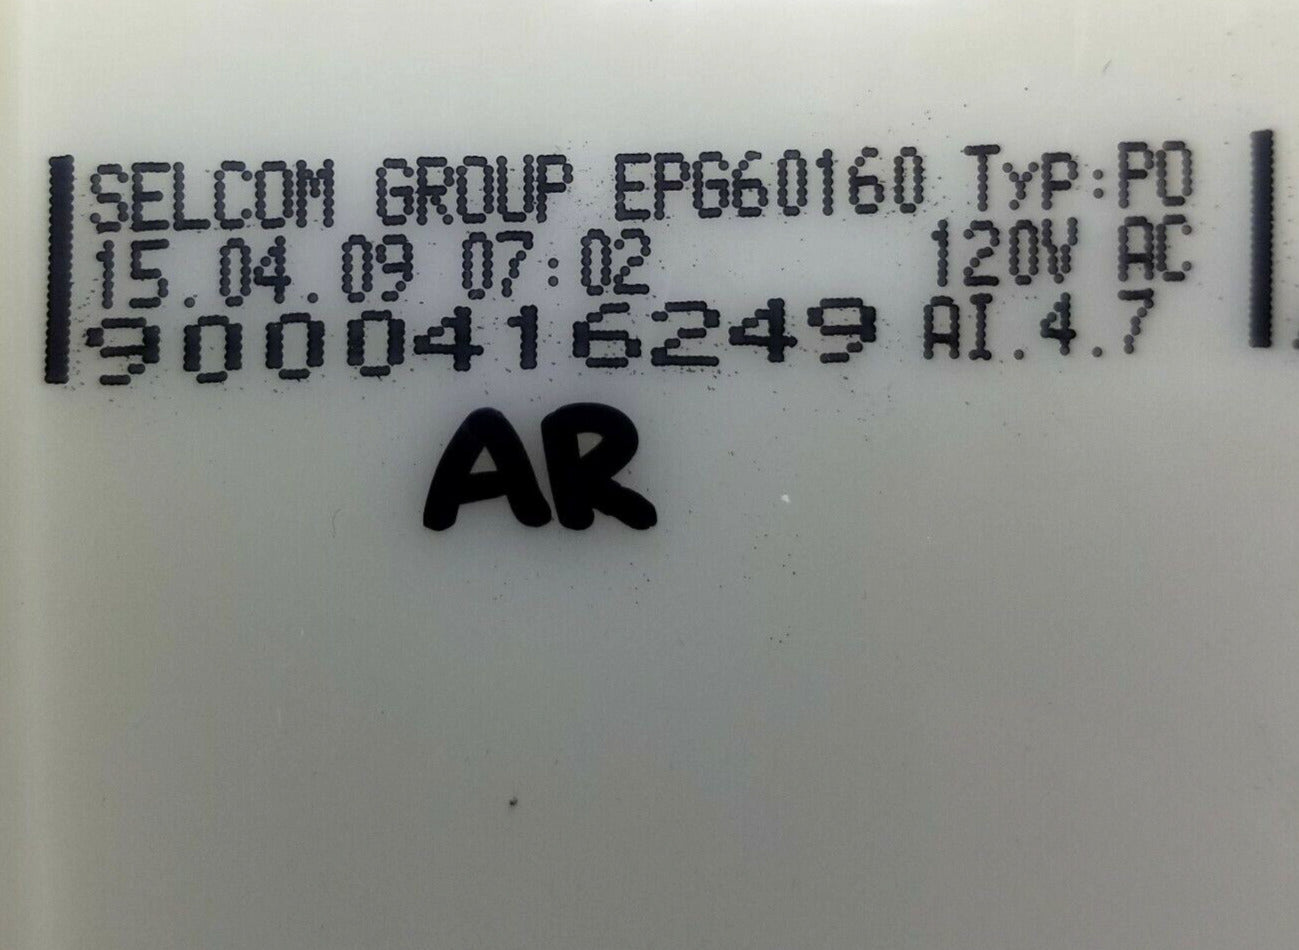 SELCOM GROUP EPG60160 TyP:PO
15.04.09 07:02 120V AC
9000416249 AI.4.7
AR